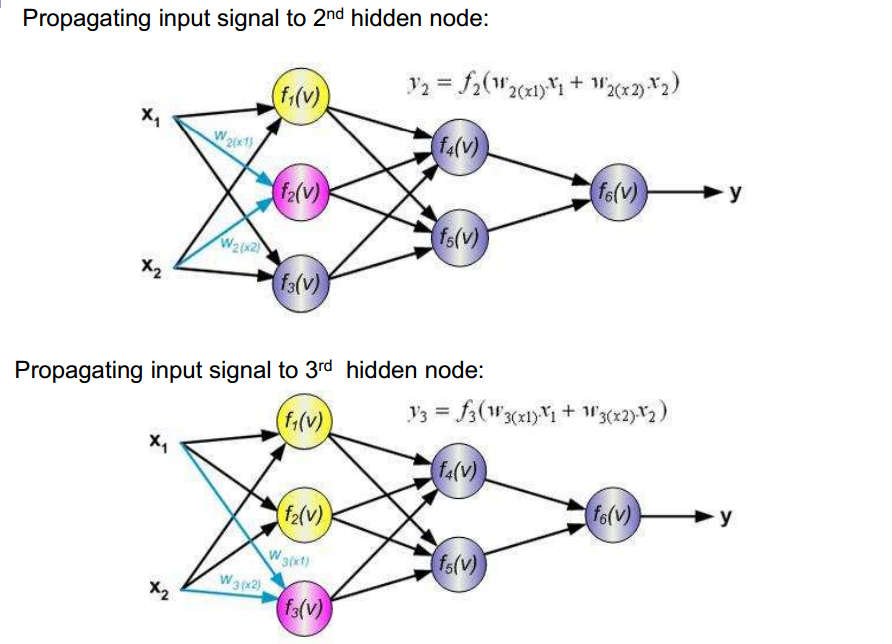 Propagating input signal to 2nd hidden node:
y₂ = f₂(w₂₍ₓ₁₎x₁ + w₂₍ₓ₂₎x₂)
f₁(v)
x₁
w₂₍ₓ₁₎
f₄(v)
f₂(v)
f₆(v)
y
w₂₍ₓ₂₎
f₅(v)
x₂
f₃(v)
Propagating input signal to 3rd hidden node:
y₃ = f₃(w₃₍ₓ₁₎x₁ + w₃₍ₓ₂₎x₂)
f₁(v)
x₁
f₄(v)
f₂(v)
f₆(v)
y
w₃₍ₓ₁₎
f₅(v)
w₃₍ₓ₂₎
x₂
f₃(v)